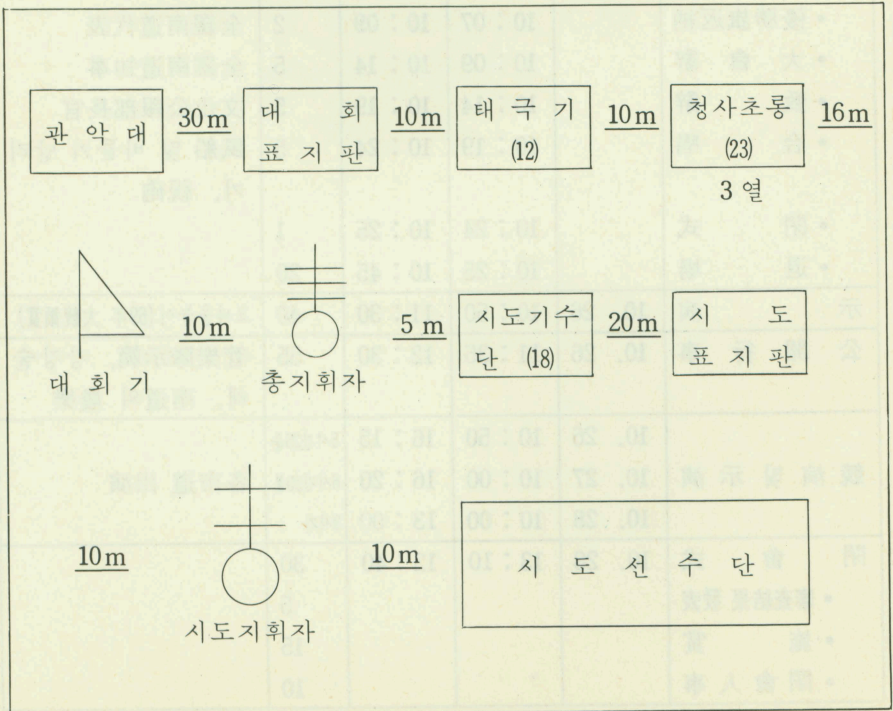 관 악 대 30m 대 회 표 지 판 10m 태 극 기 (12) 10m 청사초롱 (23) 16m
3 열
대 회 기 10m 총지휘자 5m 시도기수단 (18) 20m 시 도 표 지 판
10m 시도지휘자 10m 시 도 선 수 단